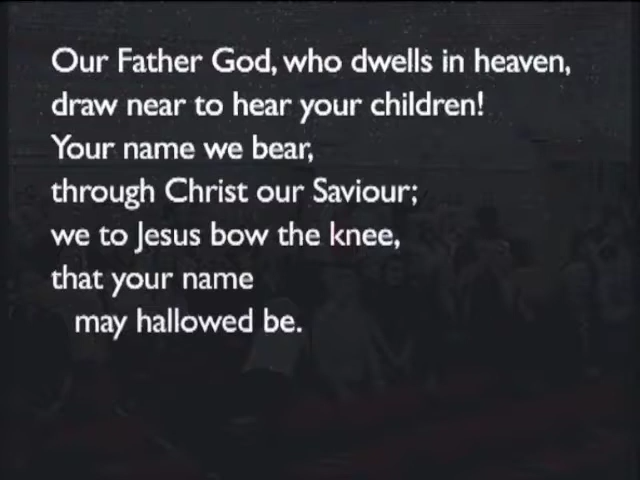 Our Father God, who dwells in heaven,
draw near to hear your children!
Your name we bear,
through Christ our Saviour;
we to Jesus bow the knee,
that your name
may hallowed be.